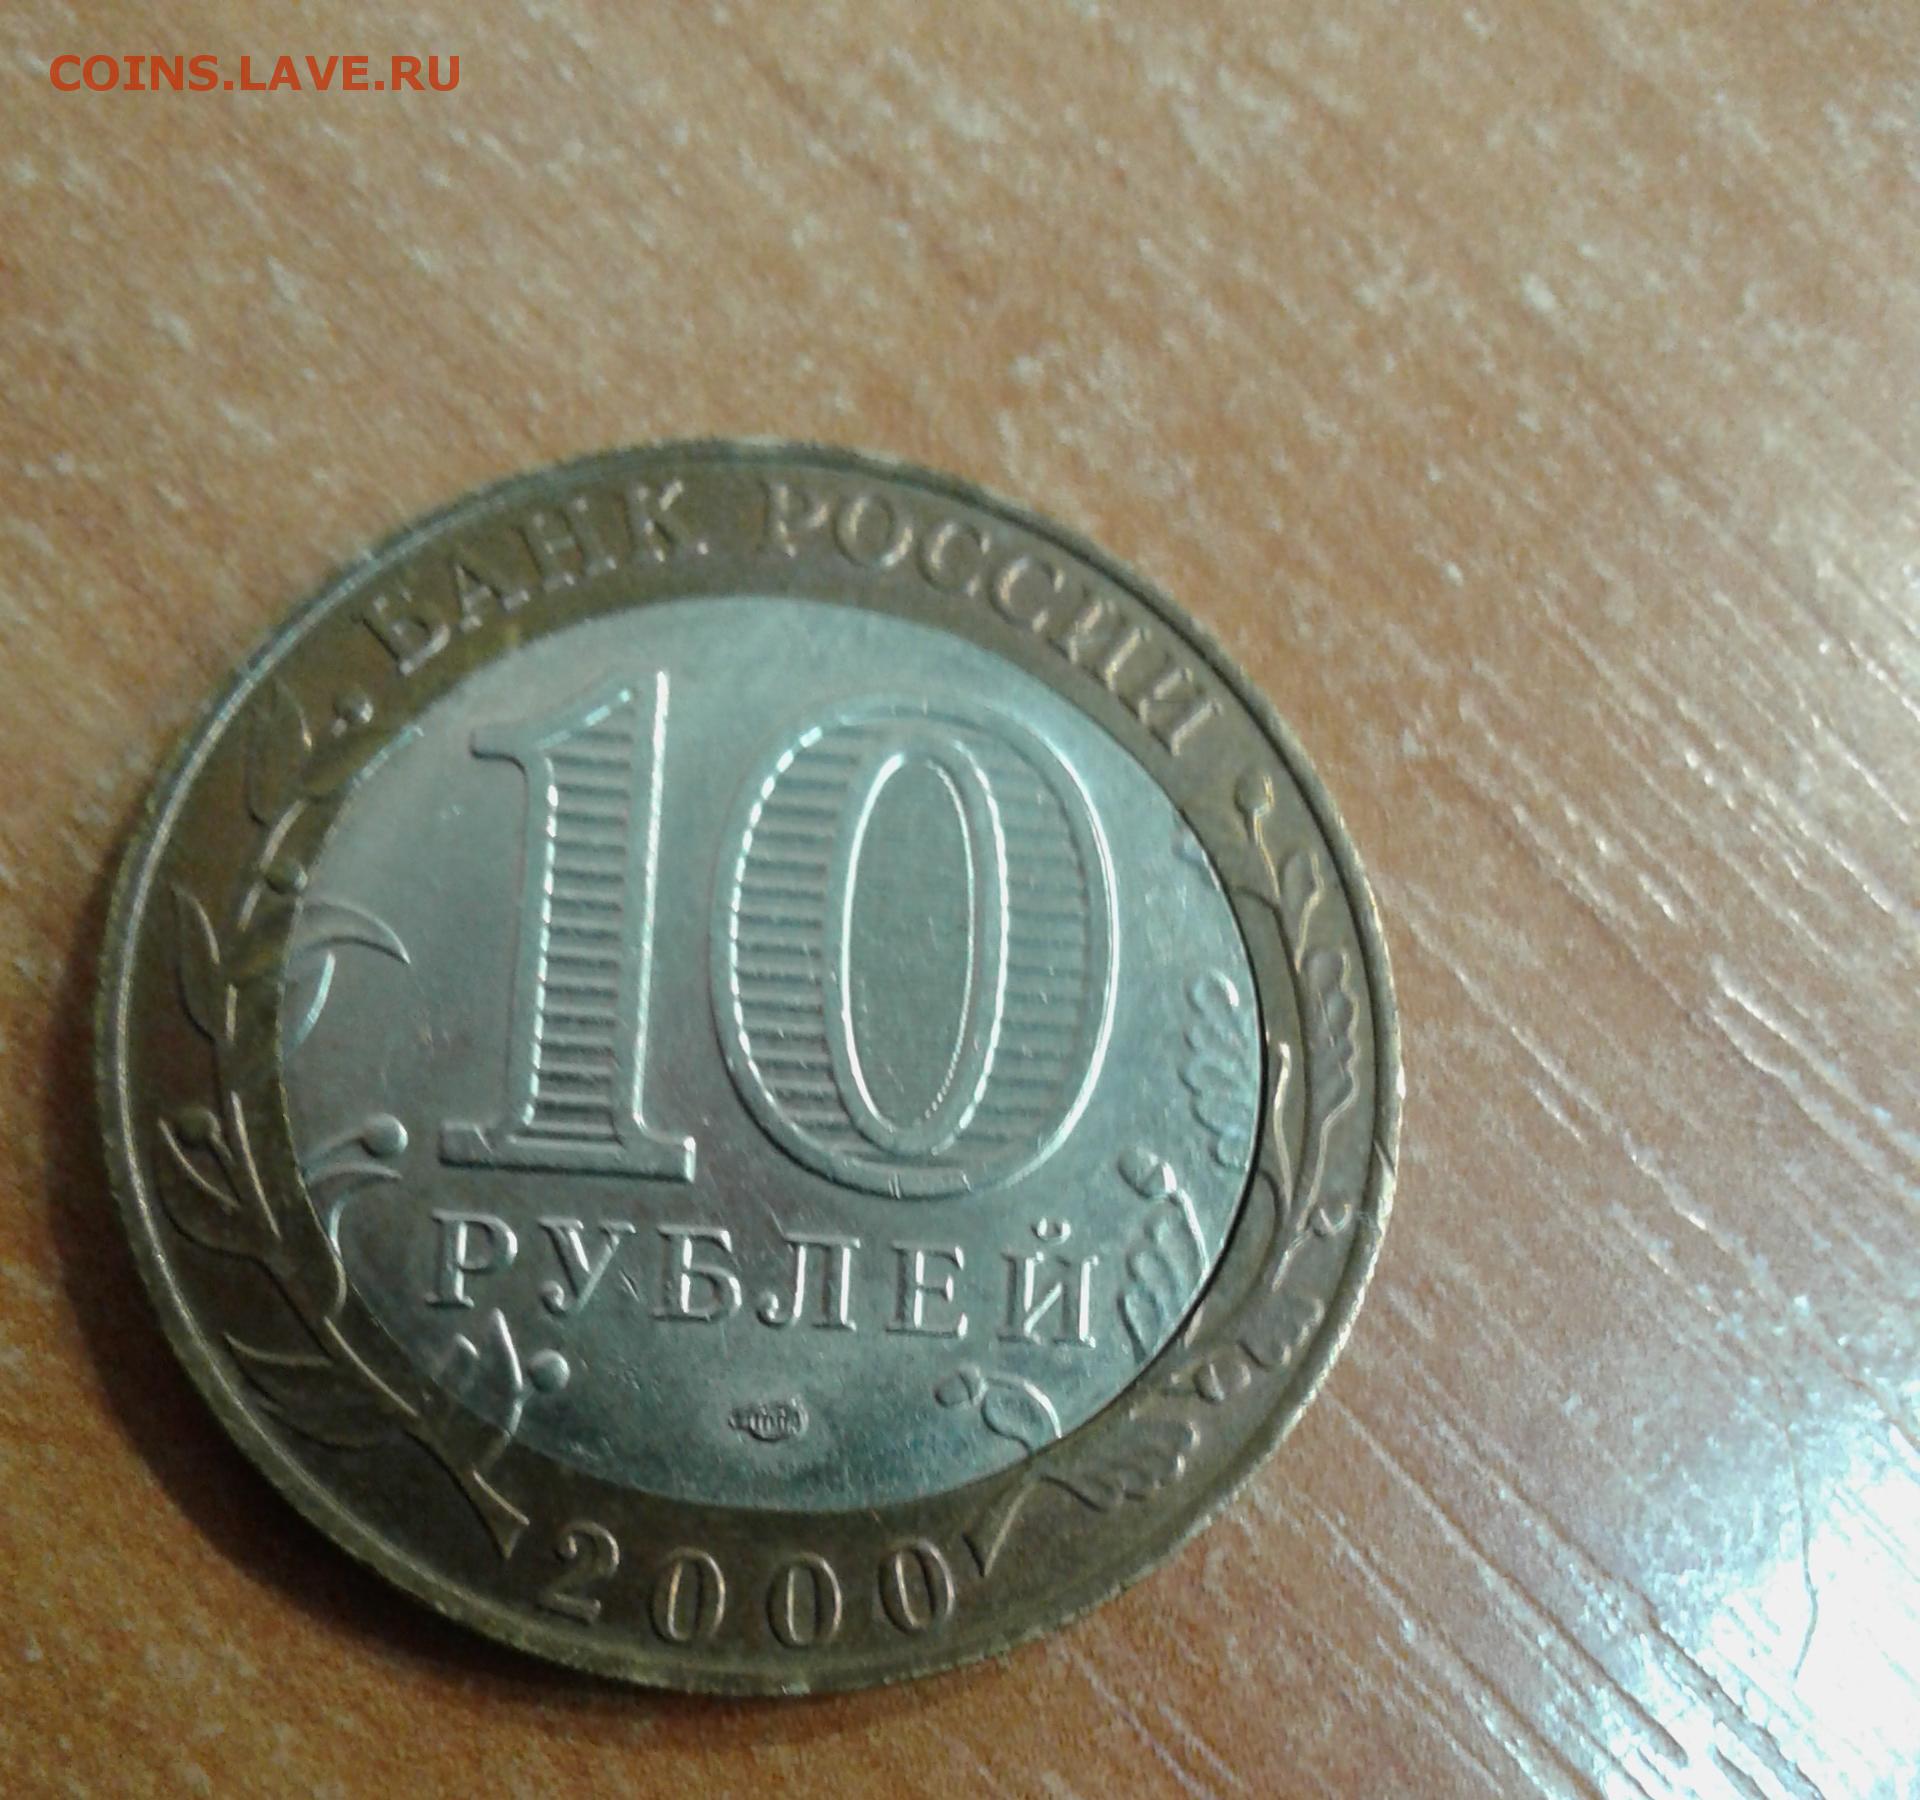 COINS.LAVE.RU
БАНК РОССИИ
10
РУБЛЕЙ
2000